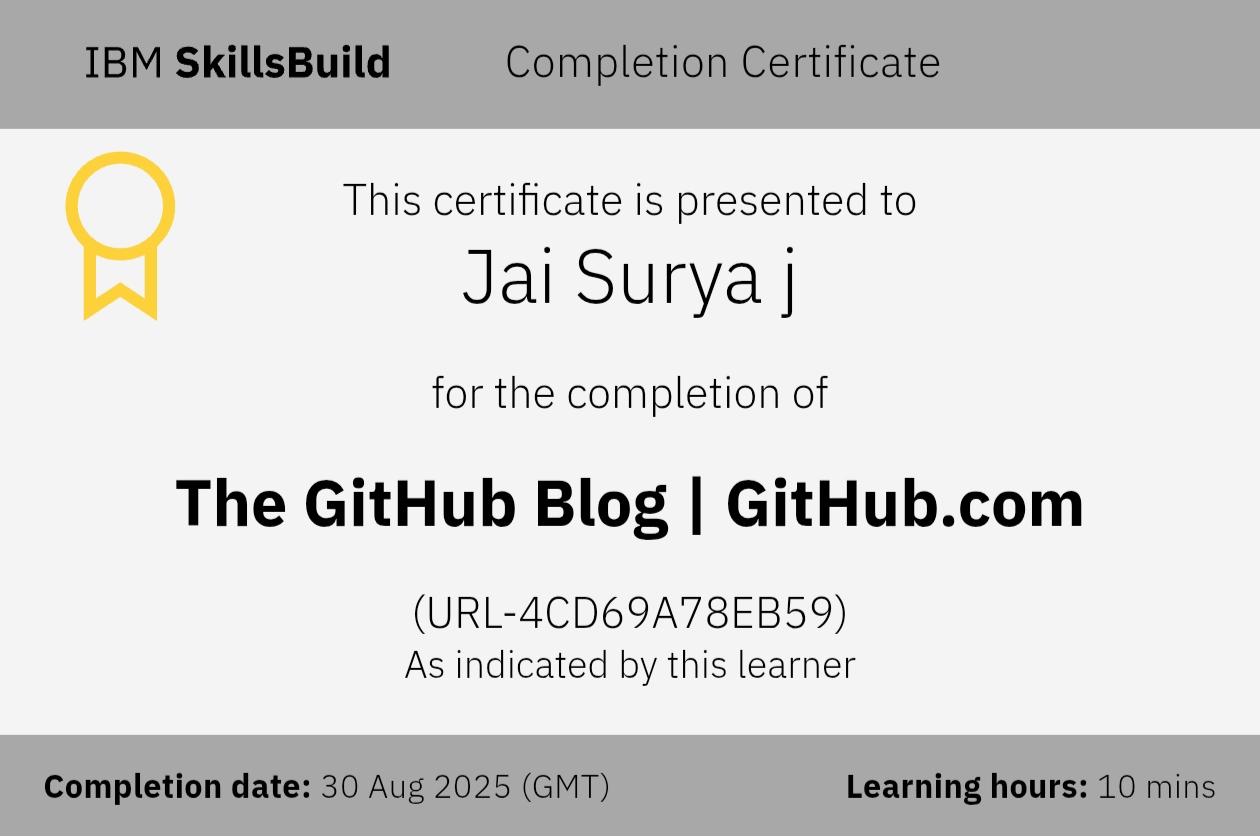 IBM SkillsBuild Completion Certificate
This certificate is presented to
Jai Surya j
for the completion of
The GitHub Blog | GitHub.com
(URL-4CD69A78EB59)
As indicated by this learner
Completion date: 30 Aug 2025 (GMT) Learning hours: 10 mins